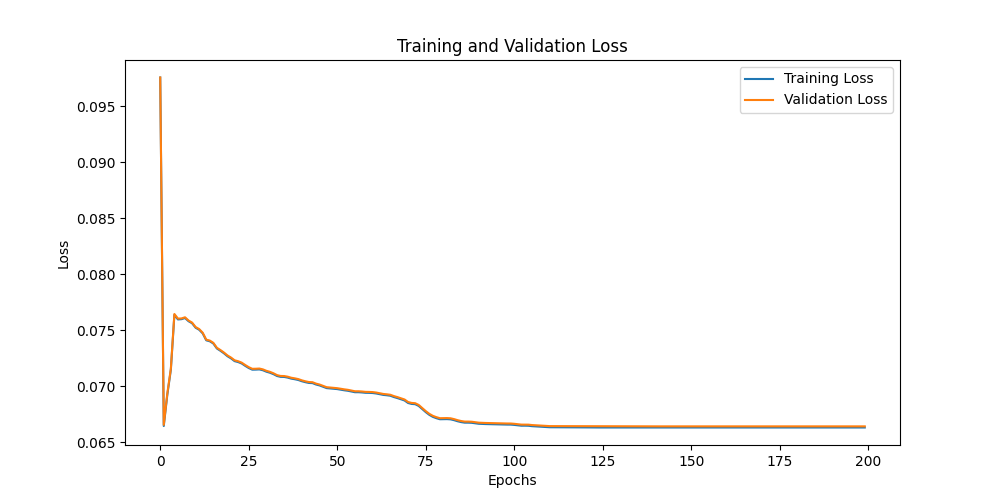 Training and Validation Loss
Training Loss
Validation Loss
0.095
0.090
0.085
0.080
0.075
0.070
0.065
Loss
0 25 50 75 100 125 150 175 200
Epochs